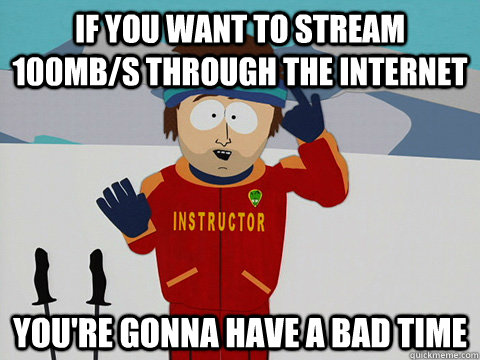 IF YOU WANT TO STREAM
100MB/S THROUGH THE INTERNET
INSTRUCTOR
YOU'RE GONNA HAVE A BAD TIME
quickmeme.com